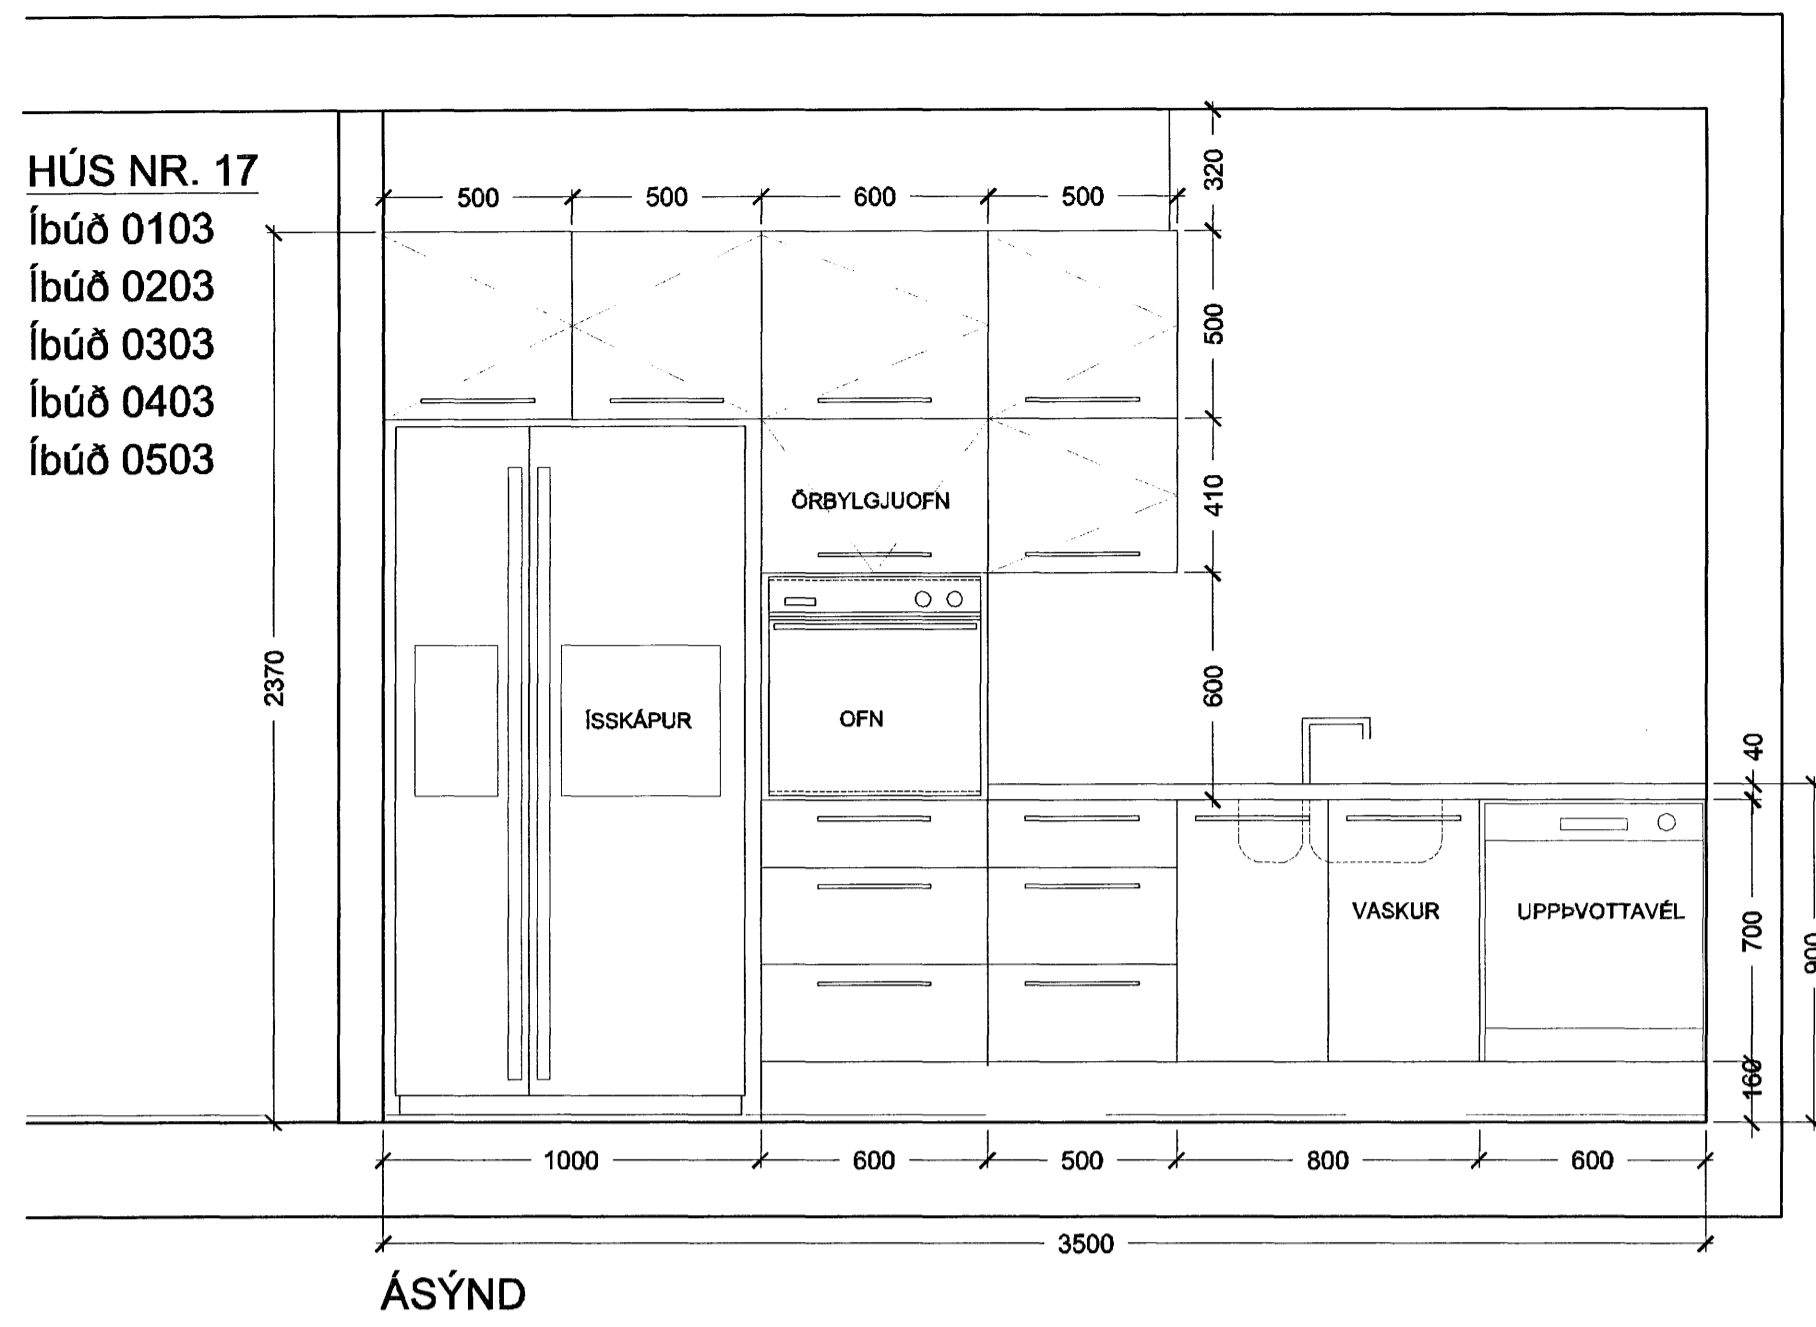 HÚS NR. 17
Íbúð 0103
Íbúð 0203
Íbúð 0303
Íbúð 0403
Íbúð 0503
500 500 600 500
320
500
410
600
2370
ÖRBYLGJUOFN
ÍSSKÁPUR
OFN
VASKUR
UPPÞVOTTAVÉL
40
700
160
900
1000 600 500 800 600
3500
ÁSÝND